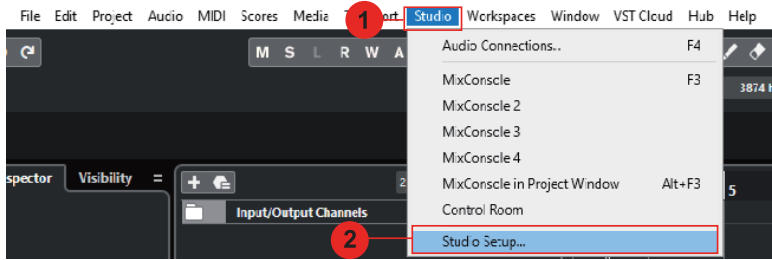 File Edit Project Audio MIDI Scores Media 1 ort Studio Workspaces Window VST Cloud Hub Help
M S L R W A
Audio Connections... F4
MixConsole F3
3874
MixConsole 2
MixConsole 3
MixConsole 4
spector Visibility = + 2
MixConsole in Project Window Alt+F3
5
Input/Output Channels
Control Room
2
Studio Setup...